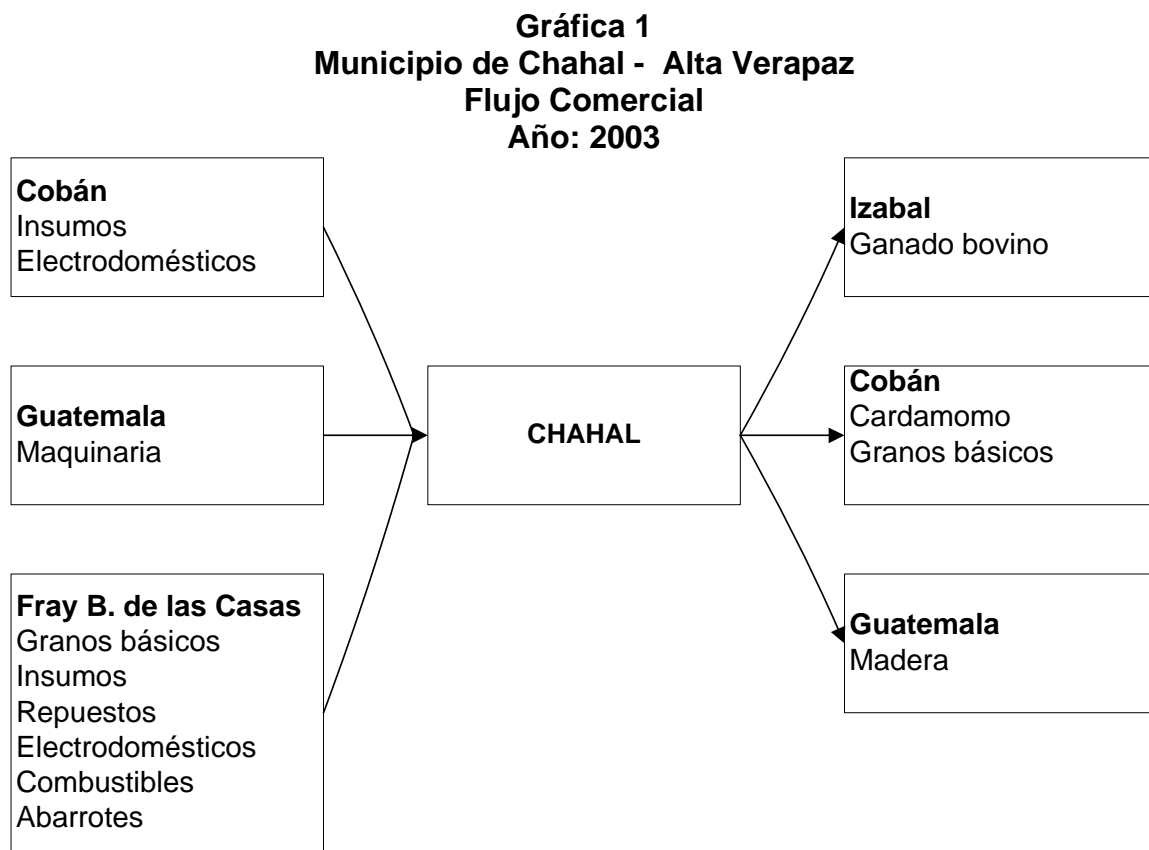 Gráfica 1
Municipio de Chahal - Alta Verapaz
Flujo Comercial
Año: 2003
Cobán
Insumos
Electrodomésticos
Guatemala
Maquinaria
Fray B. de las Casas
Granos básicos
Insumos
Repuestos
Electrodomésticos
Combustibles
Abarrotes
CHAHAL
Izabal
Ganado bovino
Cobán
Cardamomo
Granos básicos
Guatemala
Madera